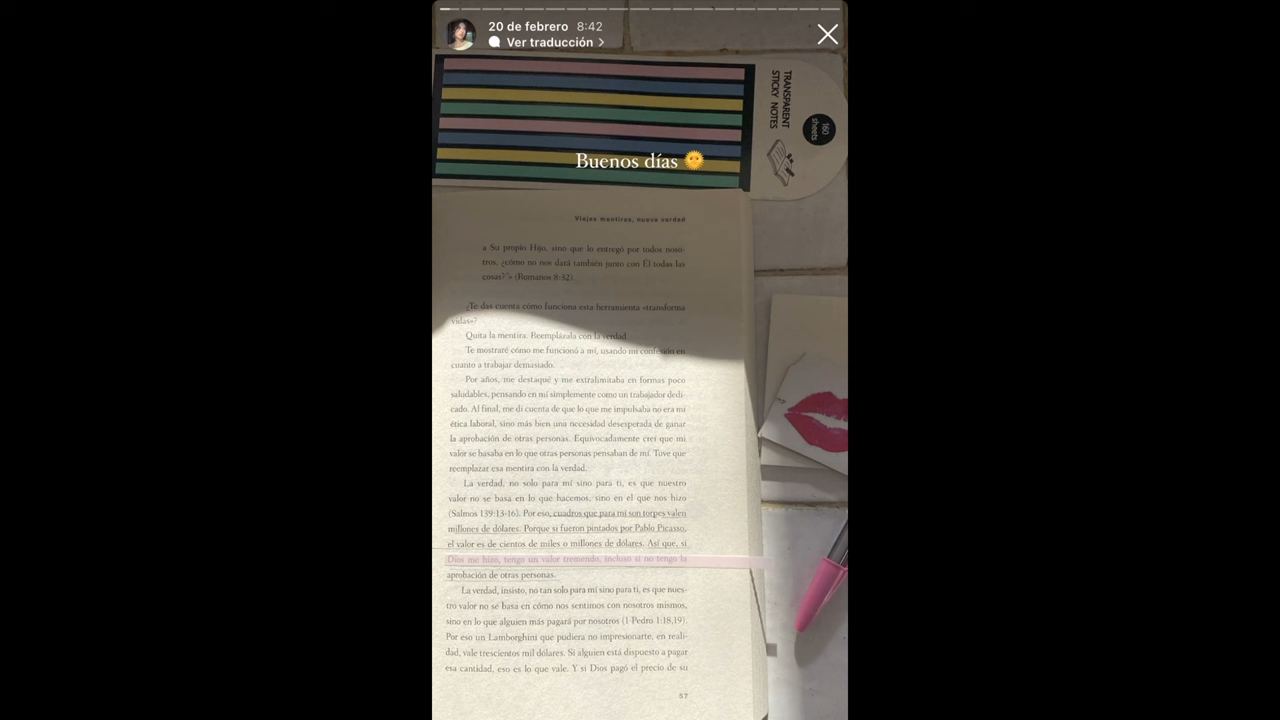 20 de febrero 8:42
Ver traducción
TRANSPARENT
STICKY NOTES
160
sheets
Buenos días
Viejas mentiras, nueva verdad
a Su propio Hijo, sino que lo entregó por todos noso-
tros, ¿cómo no nos dará también junto con Él todas las
cosas?'» (Romanos 8:32).
¿Te das cuenta cómo funciona esta herramienta «transforma
vidas»?
Quita la mentira. Reemplázala con la verdad.
Te mostraré cómo me funcionó a mí, usando mi confesión en
cuanto a trabajar demasiado.
Por años, me destaqué y me extralimitaba en formas poco
saludables, pensando en mí simplemente como un trabajador dedi-
cado. Al final, me di cuenta de que lo que me impulsaba no era mi
ética laboral, sino más bien una necesidad desesperada de ganar
la aprobación de otras personas. Equivocadamente creí que mi
valor se basaba en lo que otras personas pensaban de mí. Tuve que
reemplazar esa mentira con la verdad.
La verdad, no solo para mí sino para ti, es que nuestro
valor no se basa en lo que hacemos, sino en el que nos hizo
(Salmos 139:13-16). Por eso, cuadros que para mí son torpes valen
millones de dólares. Porque si fueron pintados por Pablo Picasso,
el valor es de cientos de miles o millones de dólares. Así que, si
Dios me hizo, tengo un valor tremendo, incluso si no tengo la
aprobación de otras personas.
La verdad, insisto, no tan solo para mí sino para ti, es que nues-
tro valor no se basa en cómo nos sentimos con nosotros mismos,
sino en lo que alguien más pagará por nosotros (1 Pedro 1:18,19).
Por eso un Lamborghini que pudiera no impresionarte, en reali-
dad, vale trescientos mil dólares. Si alguien está dispuesto a pagar
esa cantidad, eso es lo que vale. Y si Dios pagó el precio de su
57